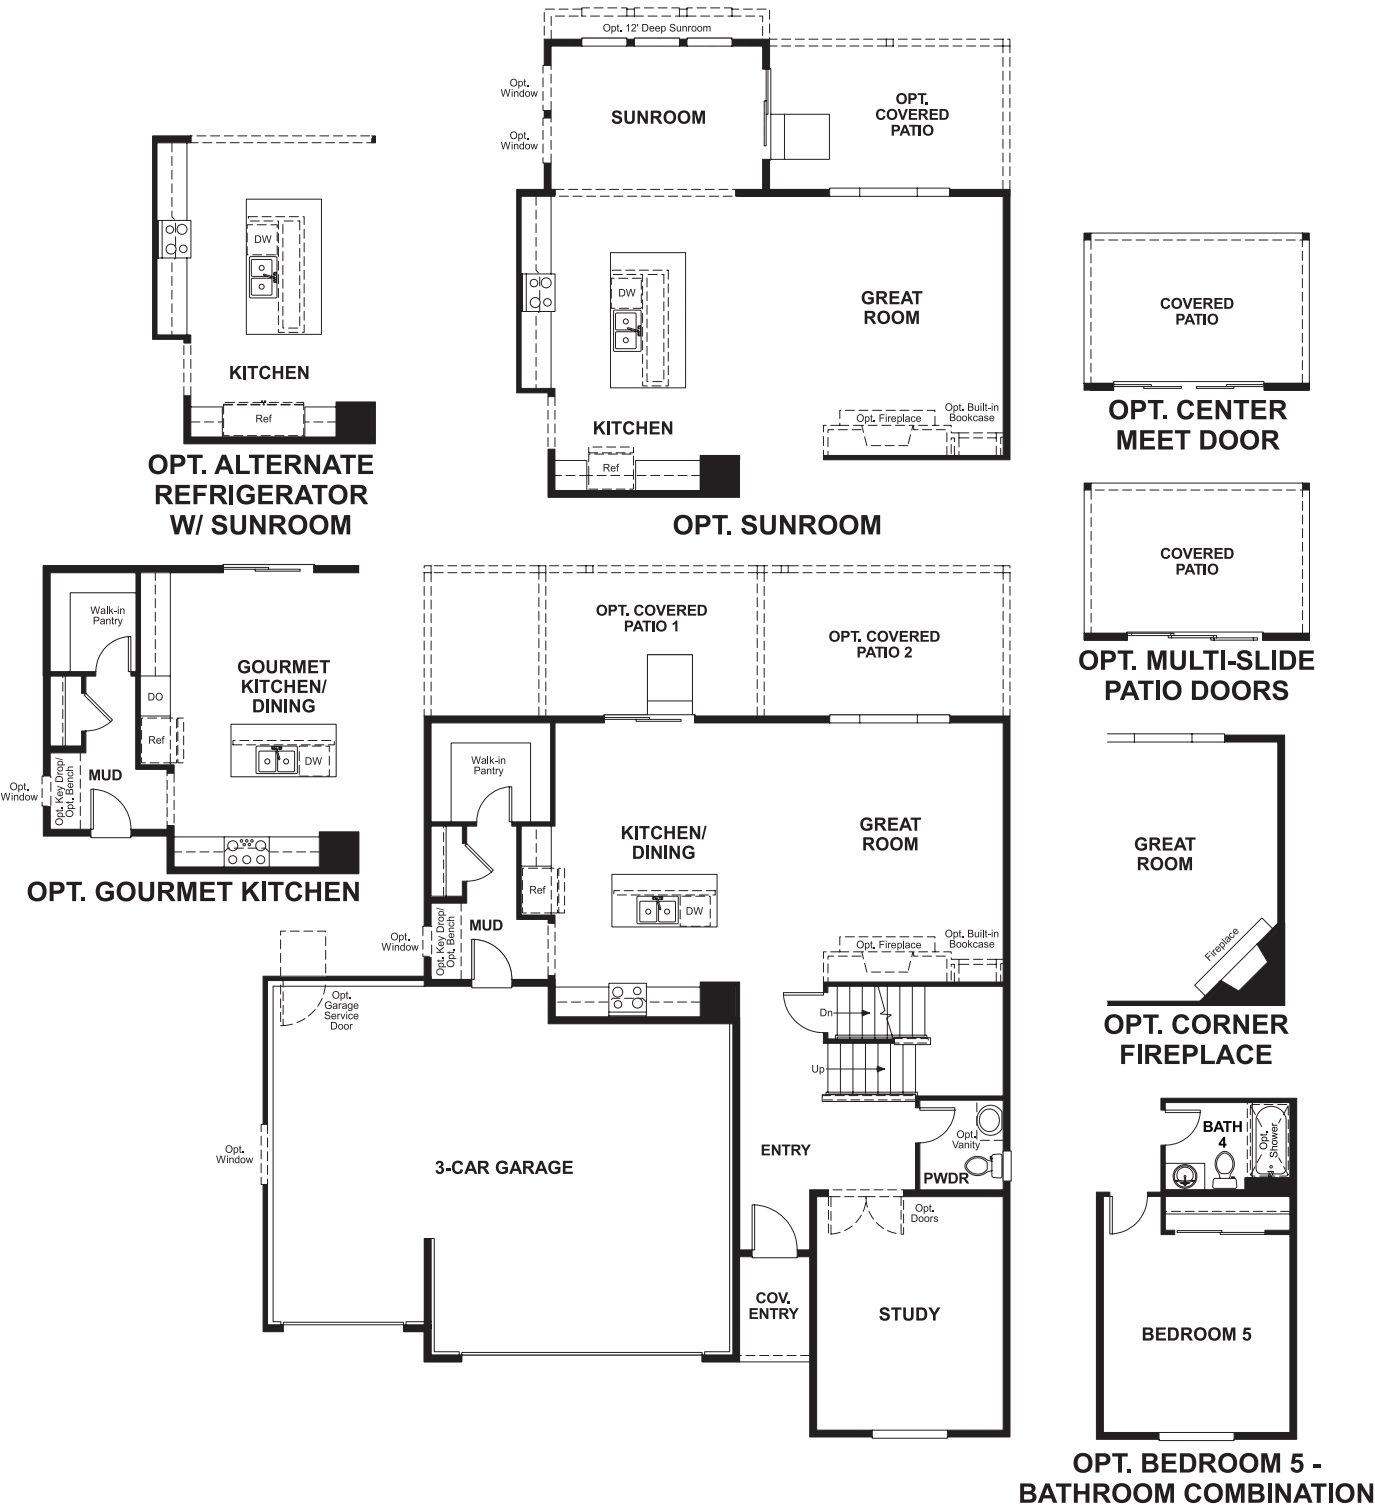 Opt. 12' Deep Sunroom
Opt.
Window
Opt.
Window
SUNROOM
OPT.
COVERED
PATIO
DW
GREAT
ROOM
KITCHEN
Ref
Opt. Fireplace
Opt. Built-in
Bookcase
OPT. SUNROOM
DW
KITCHEN
Ref
OPT. ALTERNATE
REFRIGERATOR
W/ SUNROOM
COVERED
PATIO
OPT. CENTER
MEET DOOR
COVERED
PATIO
OPT. MULTI-SLIDE
PATIO DOORS
Walk-in
Pantry
GOURMET
KITCHEN/
DINING
DO
Ref
DW
MUD
Opt.
Window
Opt. Key Drop/
Opt. Bench
OPT. GOURMET KITCHEN
OPT. COVERED
PATIO 1
OPT. COVERED
PATIO 2
Walk-in
Pantry
KITCHEN/
DINING
GREAT
ROOM
Ref
DW
MUD
Opt.
Window
Opt. Key Drop/
Opt. Bench
Opt. Fireplace
Opt. Built-in
Bookcase
Opt.
Garage
Service
Door
Dn
Up
Opt.
Window
3-CAR GARAGE
ENTRY
Opt.
Vanity
PWDR
Opt.
Doors
COV.
ENTRY
STUDY
GREAT
ROOM
Fireplace
OPT. CORNER
FIREPLACE
BATH
4
Opt.
Shower
BEDROOM 5
OPT. BEDROOM 5 -
BATHROOM COMBINATION